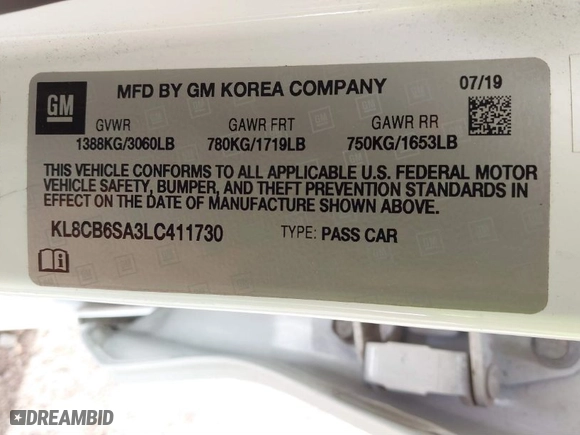 GM
MFD BY GM KOREA COMPANY 07/19
GVWR GAWR FRT GAWR RR
1388KG/3060LB 780KG/1719LB 750KG/1653LB
THIS VEHICLE CONFORMS TO ALL APPLICABLE U.S. FEDERAL MOTOR
VEHICLE SAFETY, BUMPER, AND THEFT PREVENTION STANDARDS IN
EFFECT ON THE DATE OF MANUFACTURE SHOWN ABOVE.
KL8CB6SA3LC411730 TYPE: PASS CAR
DREAMBID